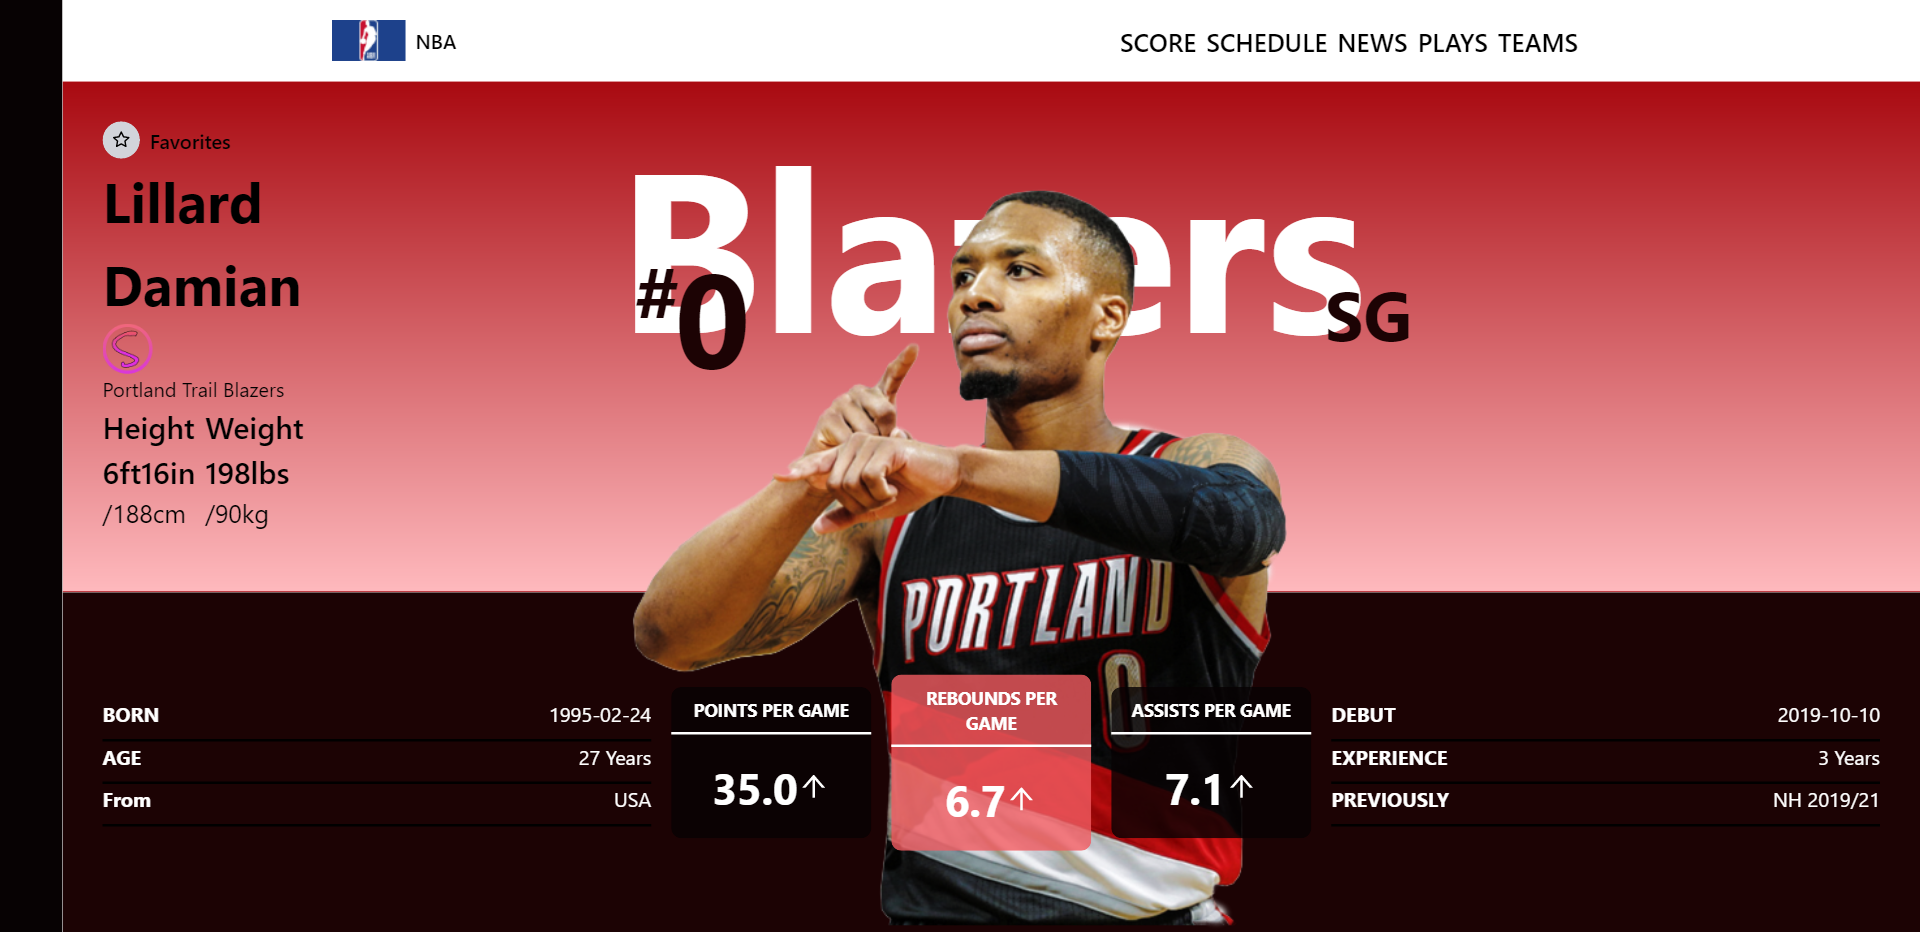 NBA
SCORE SCHEDULE NEWS PLAYS TEAMS
Favorites
Lillard
Damian
Portland Trail Blazers
Height Weight
6ft16in 198lbs
/188cm /90kg
#0
SG
PORTLAND
0
BORN 1995-02-24
AGE 27 Years
From USA
POINTS PER GAME
35.0↑
REBOUNDS PER
GAME
6.7↑
ASSISTS PER GAME
7.1↑
DEBUT 2019-10-10
EXPERIENCE 3 Years
PREVIOUSLY NH 2019/21
Blazers
S